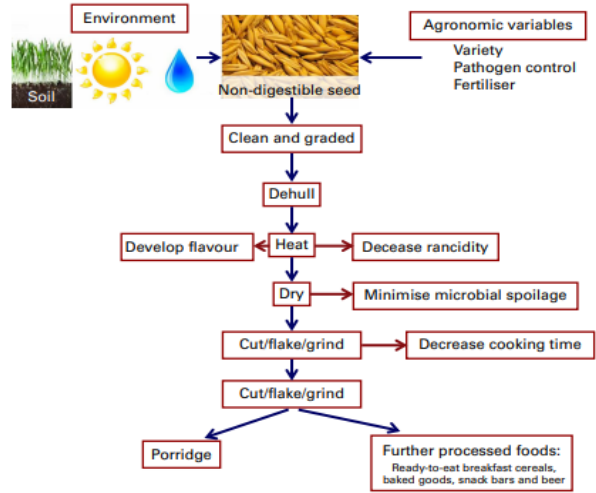 Environment
Agronomic variables
Variety
Pathogen control
Fertiliser
Soil
Non-digestible seed
Clean and graded
Dehull
Develop flavour
Heat
Decease rancidity
Dry
Minimise microbial spoilage
Cut/flake/grind
Decrease cooking time
Cut/flake/grind
Porridge
Further processed foods:
Ready-to-eat breakfast cereals,
baked goods, snack bars and beer